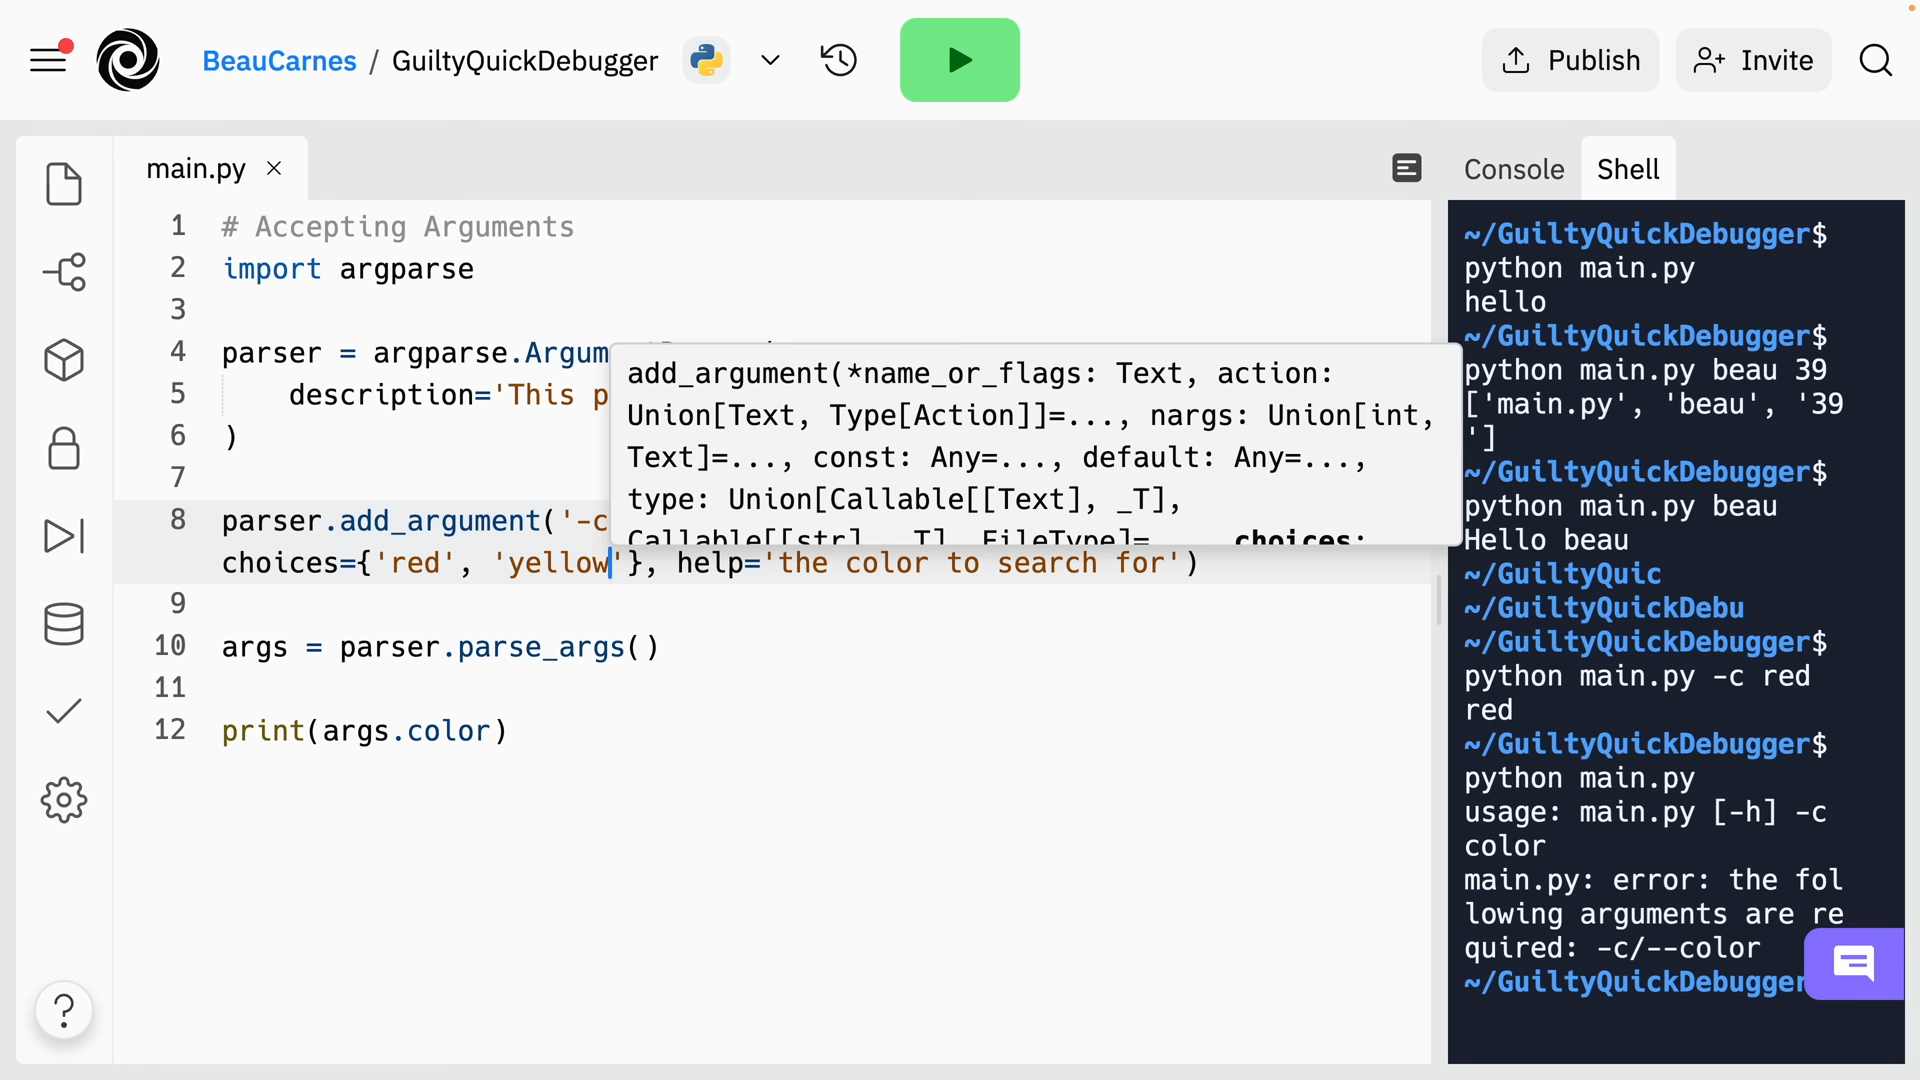 BeauCarnes / GuiltyQuickDebugger
Publish
Invite
main.py
Console
Shell
1 # Accepting Arguments
2 import argparse
3
4 parser = argparse.Argum
5 description='This p
6 )
7
8 parser.add_argument('-c
choices={'red', 'yellow'}, help='the color to search for')
9
10 args = parser.parse_args()
11
12 print(args.color)
add_argument(*name_or_flags: Text, action:
Union[Text, Type[Action]]=..., nargs: Union[int,
Text]=..., const: Any=..., default: Any=...,
type: Union[Callable[[Text], _T],
Callable[[str], _T], FileType]=..., choices:
~/GuiltyQuickDebugger$
python main.py
hello
~/GuiltyQuickDebugger$
python main.py beau 39
['main.py', 'beau', '39
']
~/GuiltyQuickDebugger$
python main.py beau
Hello beau
~/GuiltyQuic
~/GuiltyQuickDebu
~/GuiltyQuickDebugger$
python main.py -c red
red
~/GuiltyQuickDebugger$
python main.py
usage: main.py [-h] -c
color
main.py: error: the fol
lowing arguments are re
quired: -c/--color
~/GuiltyQuickDebugger
?